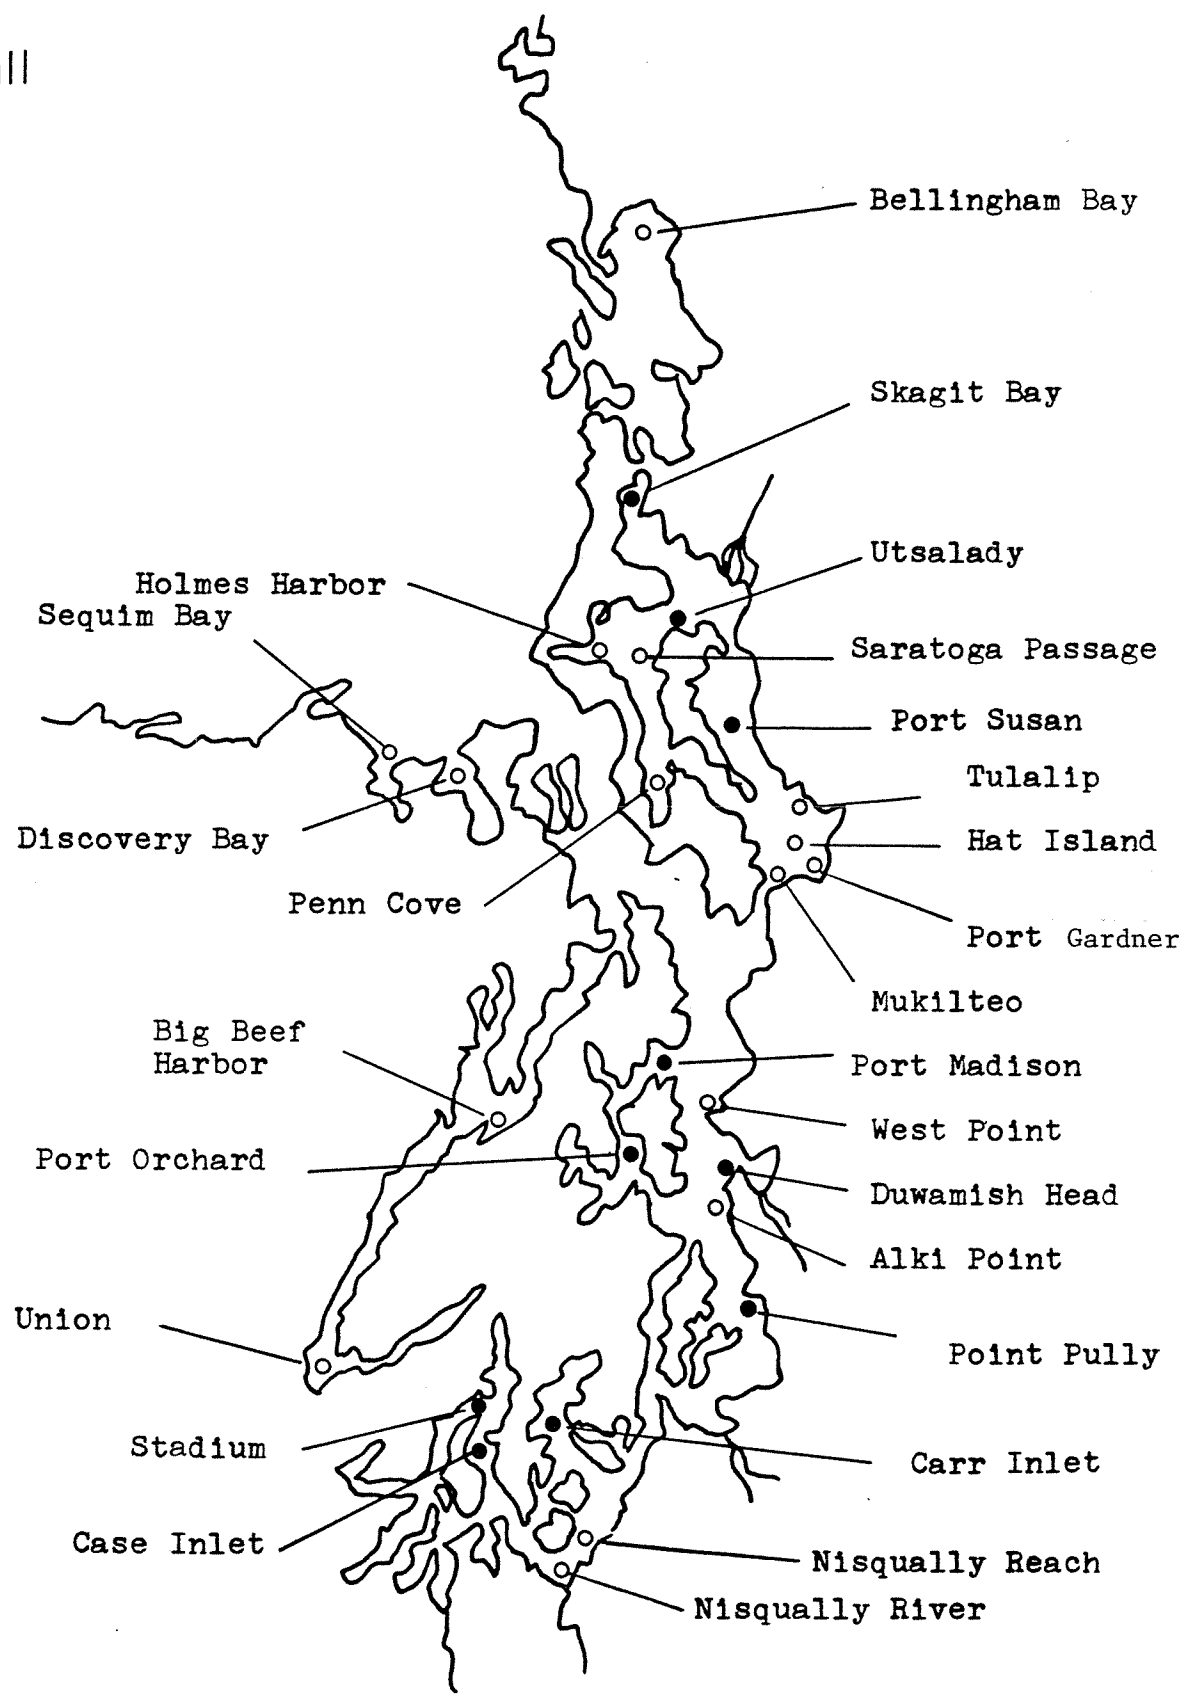 ll
Bellingham Bay
Skagit Bay
Utsalady
Holmes Harbor
Sequim Bay
Saratoga Passage
Port Susan
Tulalip
Discovery Bay
Hat Island
Penn Cove
Port Gardner
Mukilteo
Big Beef
Harbor
Port Madison
West Point
Port Orchard
Duwamish Head
Alki Point
Union
Point Pully
Stadium
Carr Inlet
Case Inlet
Nisqually Reach
Nisqually River